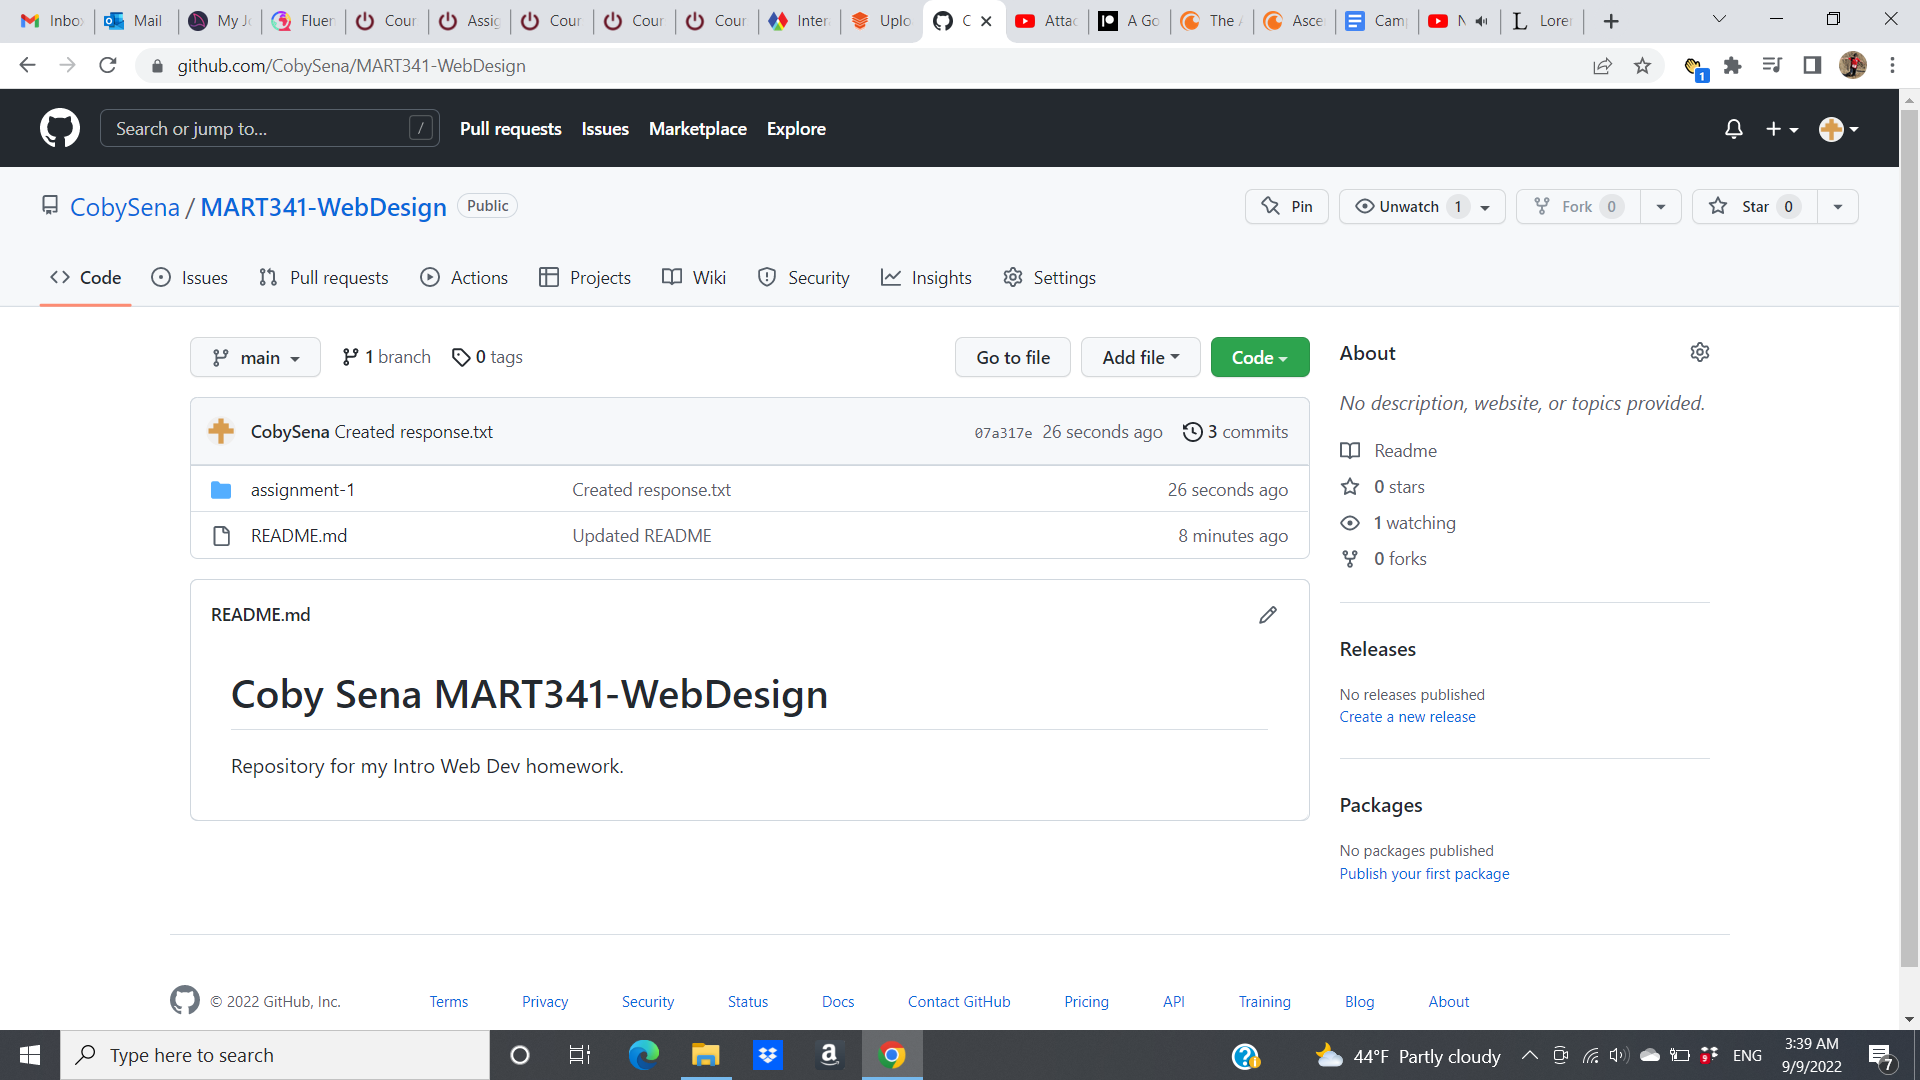 Inbo
Mail
My J
Fluen
Cour
Assig
Cour
Cour
Cour
Inter
Uplo
C
Attac
A Go
The A
Asce
Cam
N
Lore
github.com/CobySena/MART341-WebDesign
1
Search or jump to... /
Pull requests Issues Marketplace Explore
CobySena / MART341-WebDesign Public
Pin Unwatch 1 Fork 0 Star 0
Code Issues Pull requests Actions Projects Wiki Security Insights Settings
main 1 branch 0 tags Go to file Add file Code
CobySena Created response.txt 07a317e 26 seconds ago 3 commits
assignment-1 Created response.txt 26 seconds ago
README.md Updated README 8 minutes ago
README.md
Coby Sena MART341-WebDesign
Repository for my Intro Web Dev homework.
About
No description, website, or topics provided.
Readme
0 stars
1 watching
0 forks
Releases
No releases published
Create a new release
Packages
No packages published
Publish your first package
© 2022 GitHub, Inc. Terms Privacy Security Status Docs Contact GitHub Pricing API Training Blog About
Type here to search
44°F Partly cloudy
9
ENG
3:39 AM
9/9/2022
7